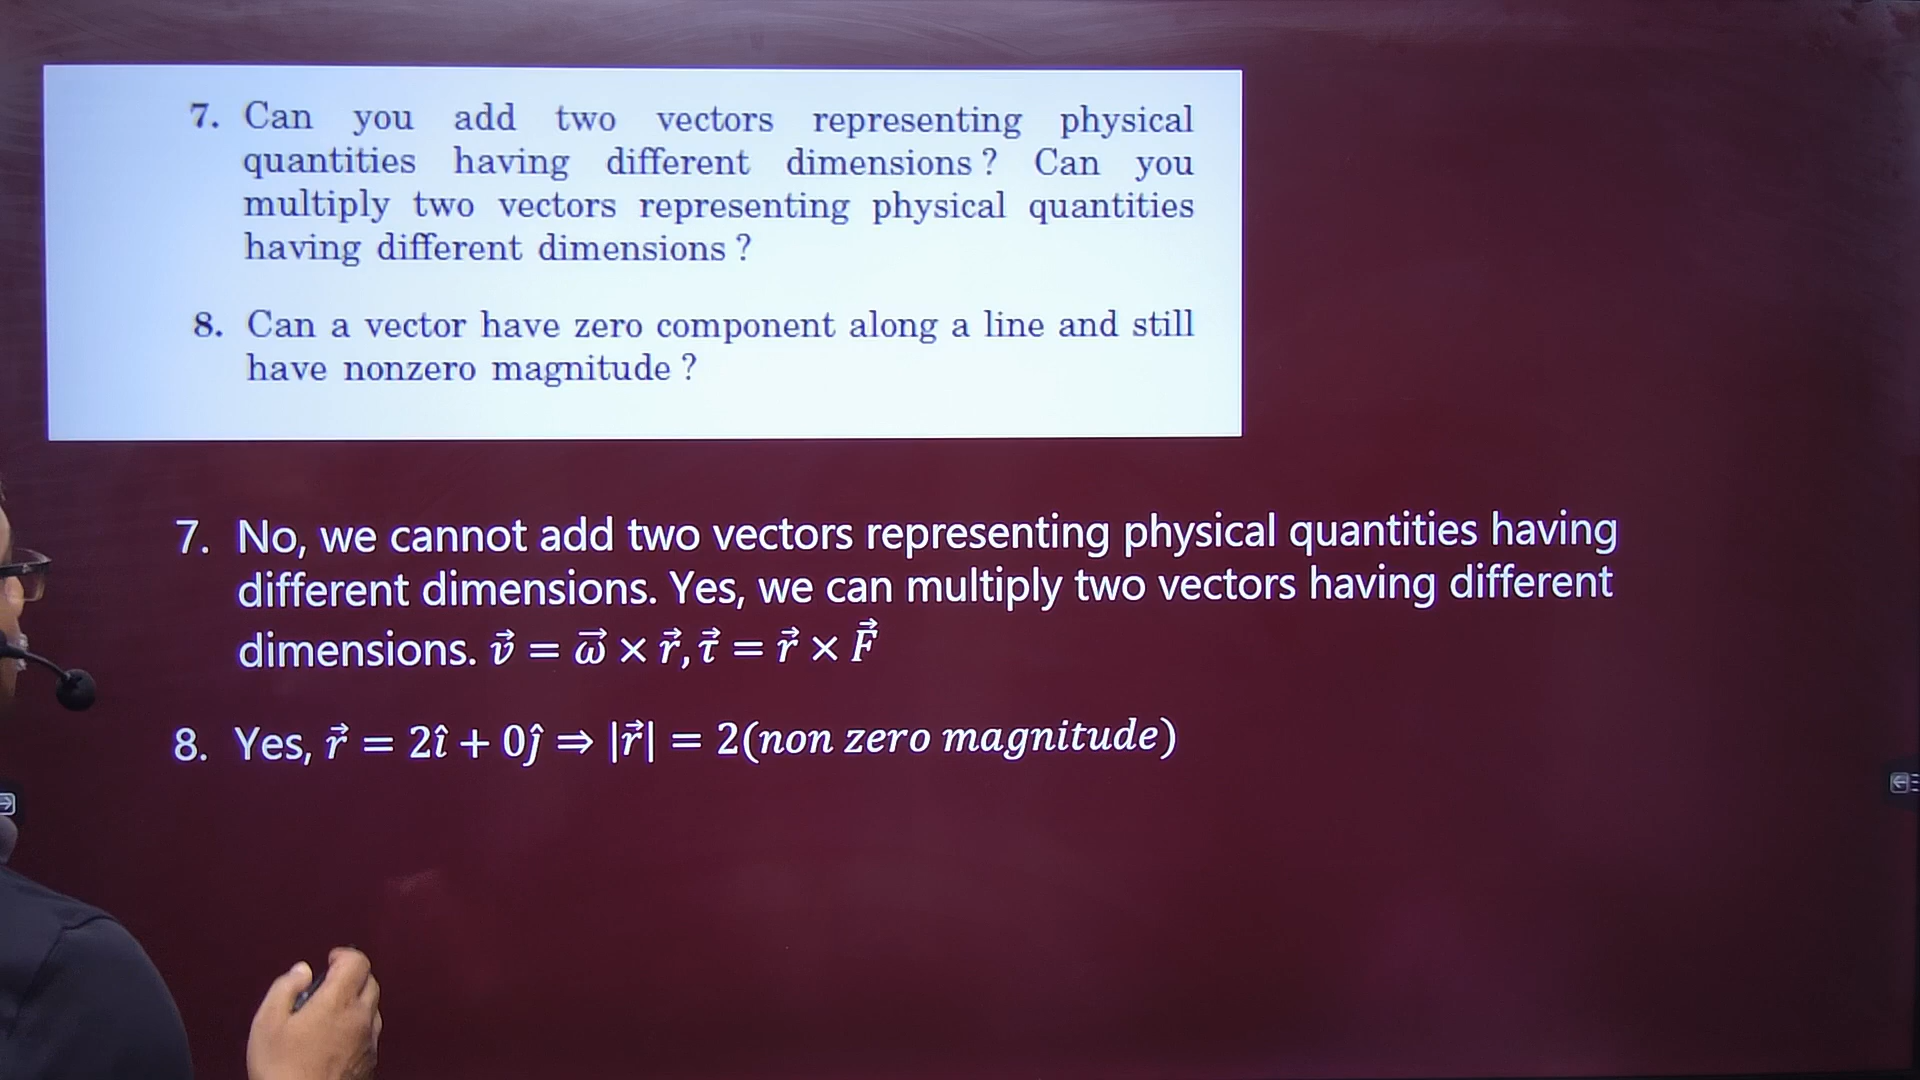 7. Can you add two vectors representing physical
quantities having different dimensions ? Can you
multiply two vectors representing physical quantities
having different dimensions ?
8. Can a vector have zero component along a line and still
have nonzero magnitude ?
7. No, we cannot add two vectors representing physical quantities having
different dimensions. Yes, we can multiply two vectors having different
dimensions. v⃗ = ω⃗ × r⃗, τ⃗ = r⃗ × F⃗
8. Yes, r⃗ = 2î + 0ĵ ⇒ |r⃗| = 2(non zero magnitude)